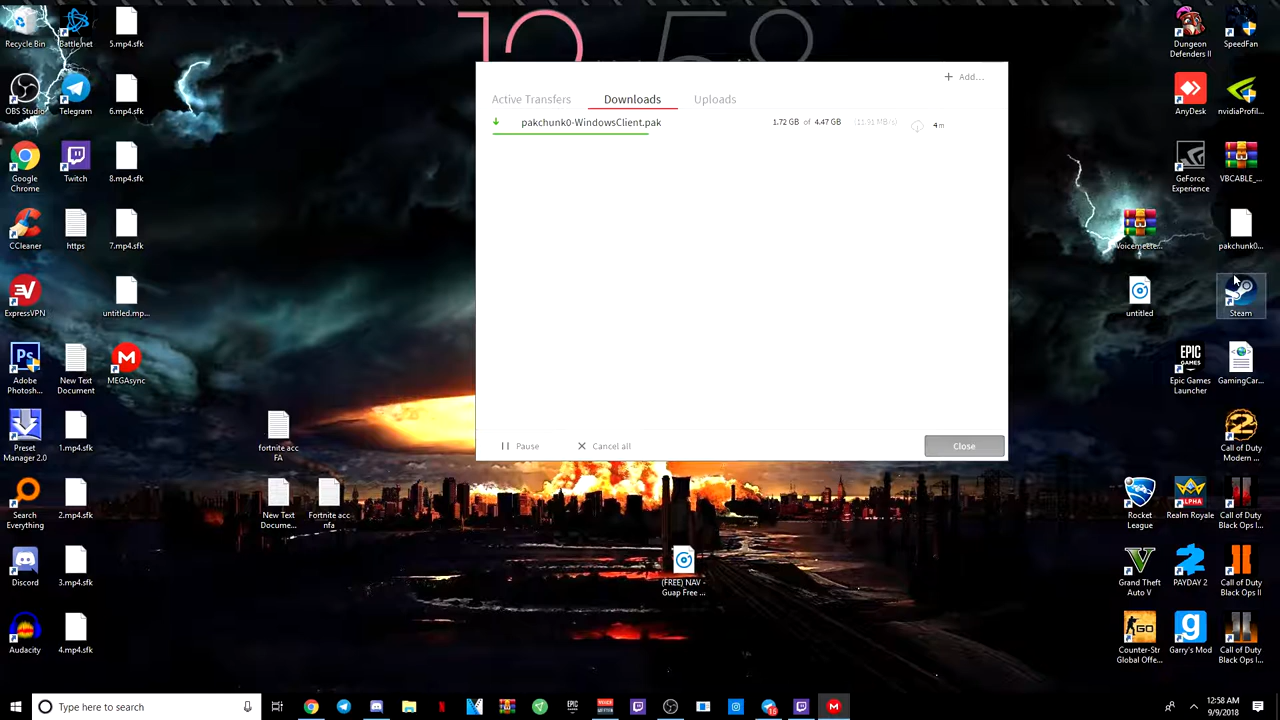 12 58
Recycle Bin
Battle.net
5.mp4.sfk
Dungeon
Defenders II
SpeedFan
OBS Studio
Telegram
6.mp4.sfk
AnyDesk
nvidiaProfil...
Google
Chrome
Twitch
8.mp4.sfk
GeForce
Experience
VBCABLE_...
CCleaner
https
7.mp4.sfk
Voicemeete...
pakchunk0...
ExpressVPN
untitled.mp...
untitled
Steam
Adobe
Photosh...
New Text
Document
MEGAsync
Epic Games
Launcher
GamingCar...
Preset
Manager 2.0
1.mp4.sfk
fortnite acc
FA
Call of Duty
Modern ...
Search
Everything
2.mp4.sfk
New Text
Docume...
Fortnite acc
nfa
Rocket
League
Realm Royale
Call of Duty
Black Ops I...
Discord
3.mp4.sfk
(FREE) NAV -
Guap Free ...
Grand Theft
Auto V
PAYDAY 2
Call of Duty
Black Ops II
Audacity
4.mp4.sfk
Counter-Str
Global Offe...
Garry's Mod
Call of Duty
Black Ops I...
Add...
Active Transfers Downloads Uploads
pakchunk0-WindowsClient.pak 1.72 GB of 4.47 GB (11.91 MB/s) 4 m
Pause Cancel all Close
Type here to search
12:58 AM
9/9/2018